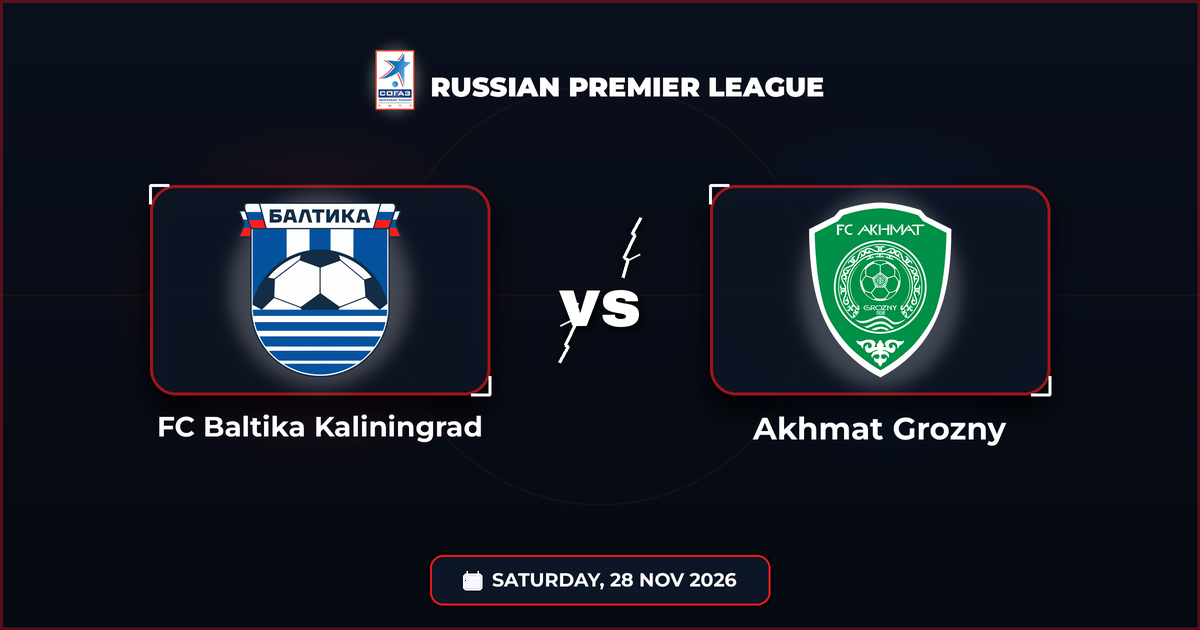 СОГАЗ
RUSSIAN PREMIER LEAGUE
БАЛТИКА
FC AKHMAT
GROZNY
VS
FC Baltika Kaliningrad
Akhmat Grozny
SATURDAY, 28 NOV 2026